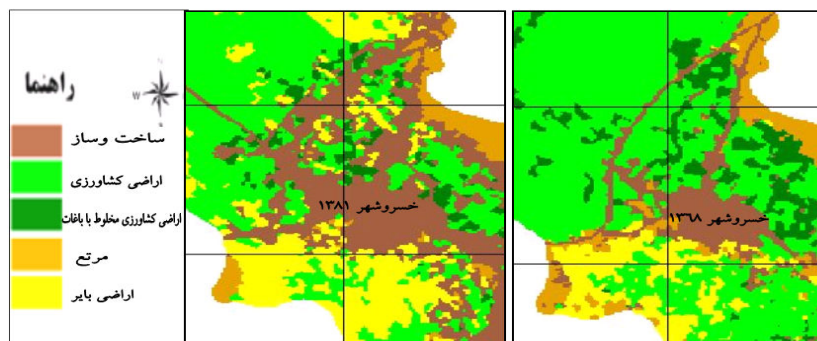 راهنما
W
ساخت وساز
اراضی کشاورزی
اراضی کشاورزی مخلوط با باغات
مرتع
اراضی بایر
خسروشهر ۱۳۸۱
خسروشهر ۱۳۶۸